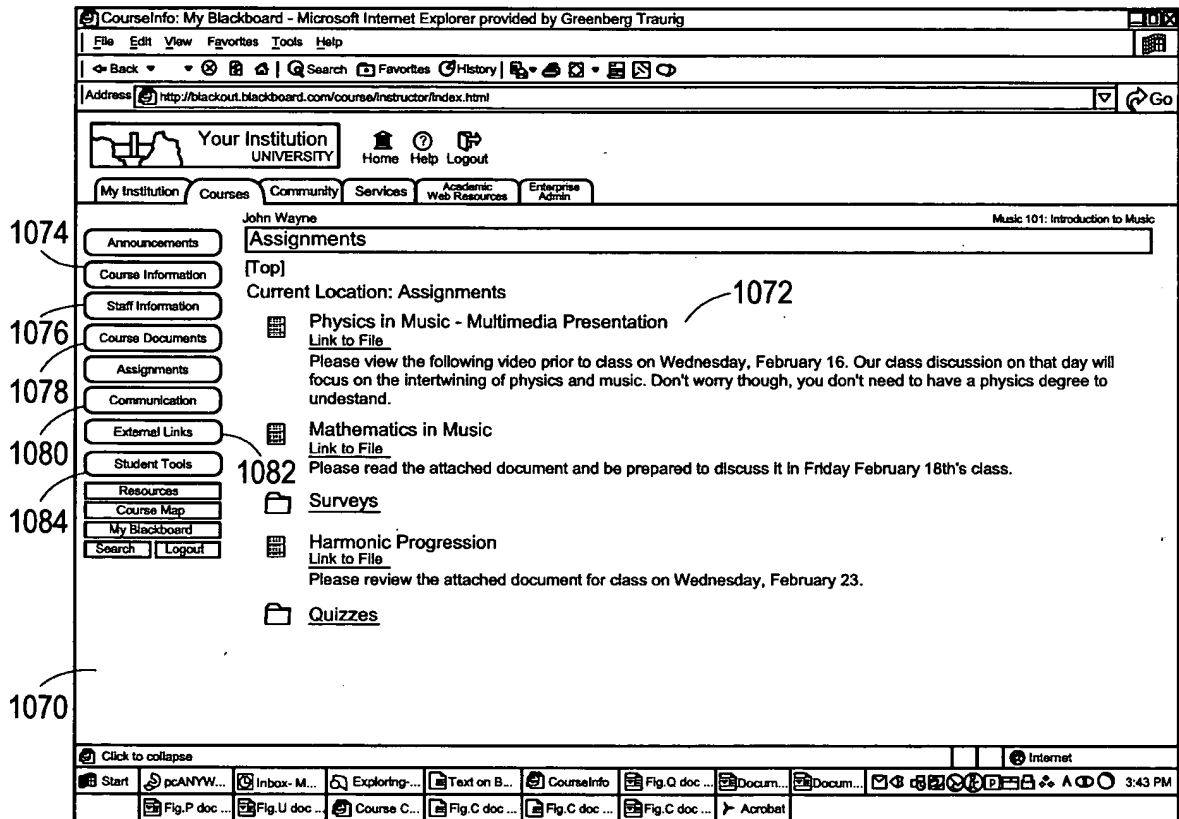 CourseInfo: My Blackboard - Microsoft Internet Explorer provided by Greenberg Traurig
File Edit View Favorites Tools Help
Back Search Favorites History
Address http://blackout.blackboard.com/course/instructor/index.html Go
Your Institution
UNIVERSITY
Home Help Logout
My Institution Courses Community Services Academic Web Resources Enterprise Admin
John Wayne Music 101: Introduction to Music
1074
Announcements
Assignments
Course Information
[Top]
Current Location: Assignments
1072
Staff Information
1076
Physics in Music - Multimedia Presentation
Link to File
Course Documents
1078
Please view the following video prior to class on Wednesday, February 16. Our class discussion on that day will
focus on the intertwining of physics and music. Don't worry though, you don't need to have a physics degree to
undestand.
Assignments
Communication
1080
External Links
1082
Mathematics in Music
Link to File
Please read the attached document and be prepared to discuss it in Friday February 18th's class.
Student Tools
1084
Resources
Course Map
My Blackboard
Search Logout
Surveys
Harmonic Progression
Link to File
Please review the attached document for class on Wednesday, February 23.
Quizzes
1070
Click to collapse Internet
Start pcANYW... Inbox- M... Exploring-... Text on B... CourseInfo Fig.Q doc ... Docum... Docum... 3:43 PM
Fig.P doc ... Fig.U doc ... Course C... Fig.C doc ... Fig.C doc ... Fig.C doc ... Acrobat